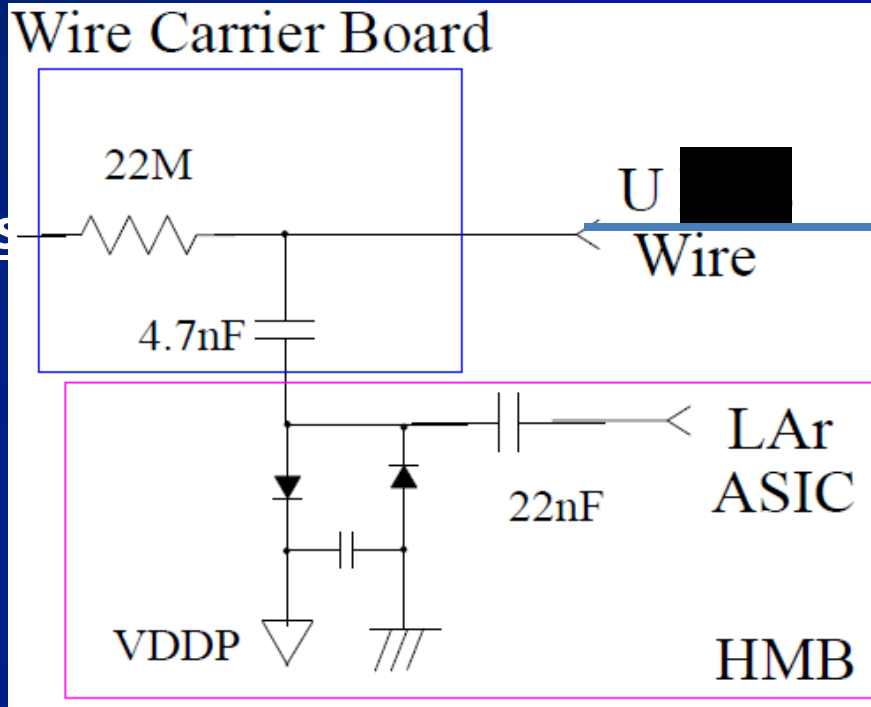 Wire Carrier Board
22M
s
U
Wire
4.7nF
LAr
ASIC
22nF
VDDP
HMB